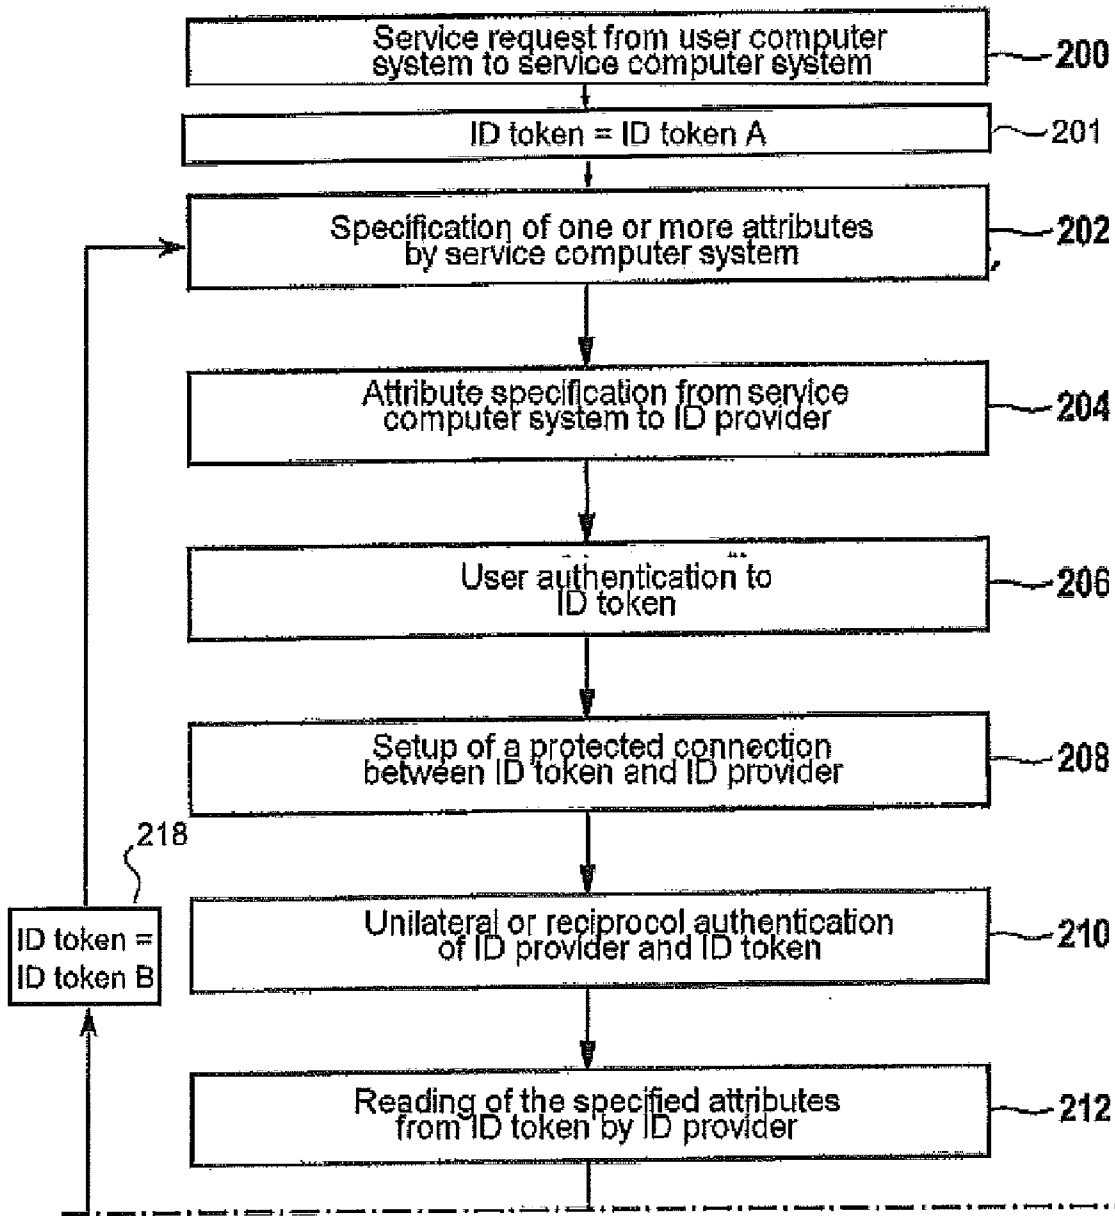 Service request from user computer
system to service computer system
200
ID token = ID token A
201
Specification of one or more attributes
by service computer system
202
Attribute specification from service
computer system to ID provider
204
User authentication to
ID token
206
Setup of a protected connection
between ID token and ID provider
208
218
ID token =
ID token B
Unilateral or reciprocol authentication
of ID provider and ID token
210
Reading of the specified attributes
from ID token by ID provider
212